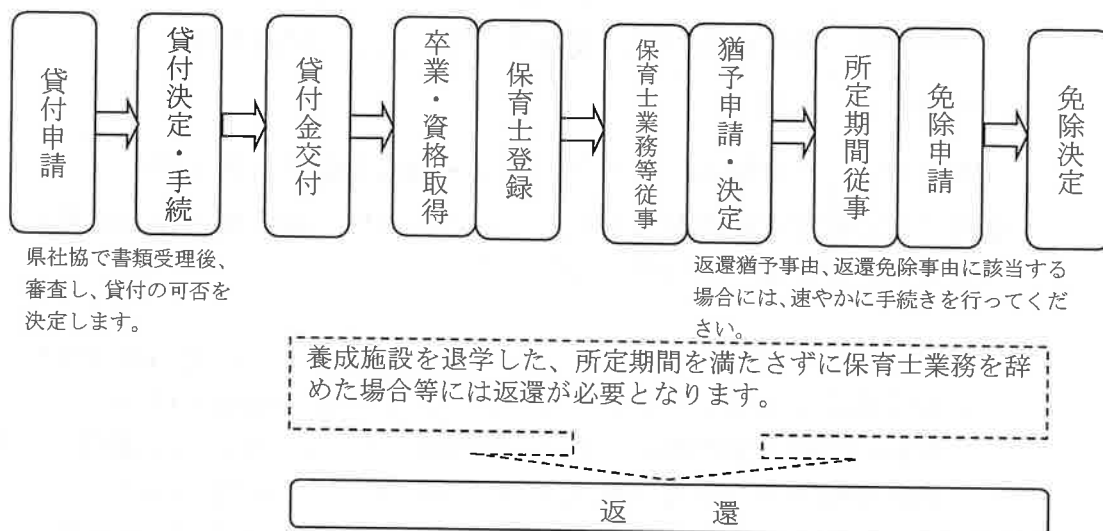 貸付申請
貸付決定・手続
貸付金交付
卒業・資格取得
保育士登録
保育士業務等従事
猶予申請・決定
所定期間従事
免除申請
免除決定
県社協で書類受理後、
審査し、貸付の可否を
決定します。
返還猶予事由、返還免除事由に該当する
場合には、速やかに手続きを行ってくだ
さい。
養成施設を退学した、所定期間を満たさずに保育士業務を辞
めた場合等には返還が必要となります。
返　　還